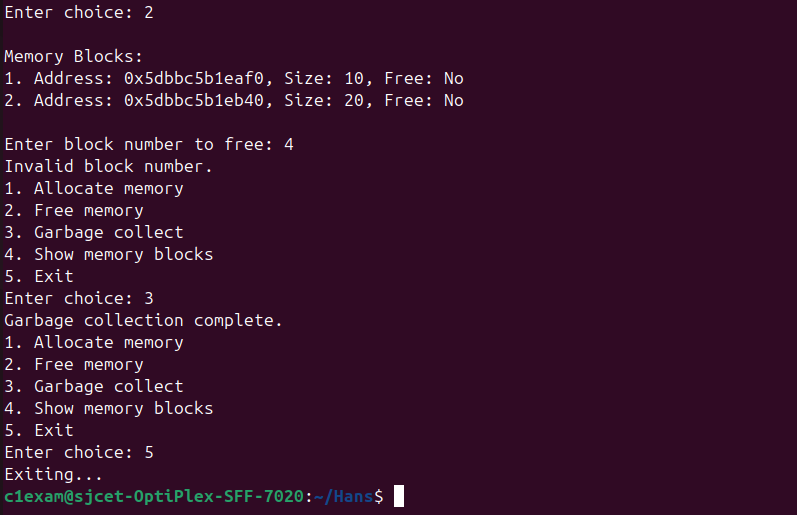 Enter choice: 2
Memory Blocks:
1. Address: 0x5dbbc5b1eaf0, Size: 10, Free: No
2. Address: 0x5dbbc5b1eb40, Size: 20, Free: No
Enter block number to free: 4
Invalid block number.
1. Allocate memory
2. Free memory
3. Garbage collect
4. Show memory blocks
5. Exit
Enter choice: 3
Garbage collection complete.
1. Allocate memory
2. Free memory
3. Garbage collect
4. Show memory blocks
5. Exit
Enter choice: 5
Exiting...
c1exam@sjcet-OptiPlex-SFF-7020:~/Hans$